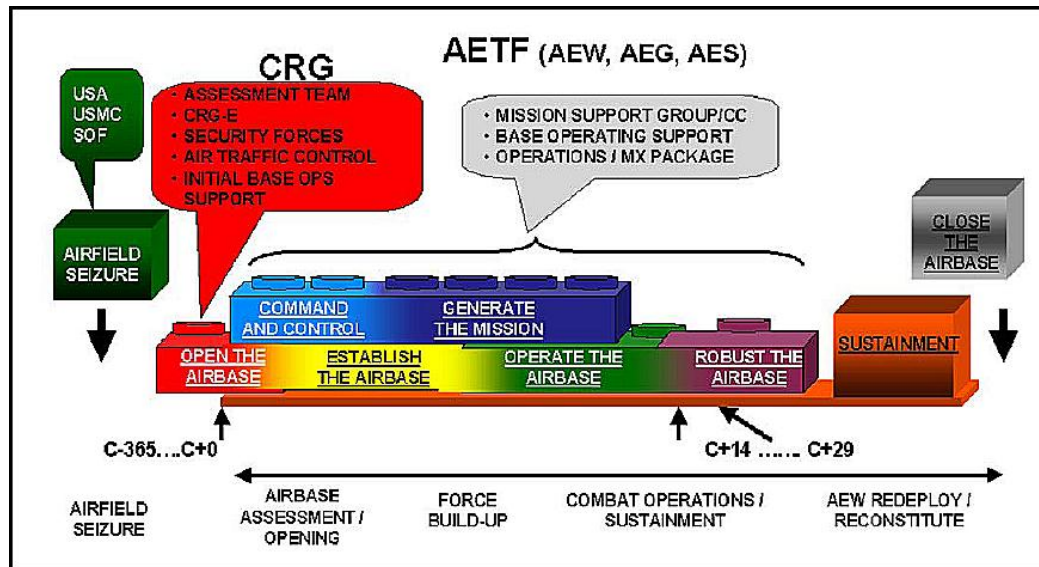 AETF (AEW, AEG, AES)
CRG
USA
USMC
SOF
• ASSESSMENT TEAM
• CRG-E
• SECURITY FORCES
• AIR TRAFFIC CONTROL
• INITIAL BASE OPS
SUPPORT
• MISSION SUPPORT GROUP/CC
• BASE OPERATING SUPPORT
• OPERATIONS / MX PACKAGE
AIRFIELD
SEIZURE
CLOSE
THE
AIRBASE
COMMAND
AND CONTROL
GENERATE
THE MISSION
OPEN THE
AIRBASE
ESTABLISH
THE AIRBASE
OPERATE THE
AIRBASE
ROBUST THE
AIRBASE
SUSTAINMENT
C-365....C+0
C+14 ....... C+29
AIRFIELD
SEIZURE
AIRBASE
ASSESSMENT /
OPENING
FORCE
BUILD-UP
COMBAT OPERATIONS /
SUSTAINMENT
AEW REDEPLOY /
RECONSTITUTE